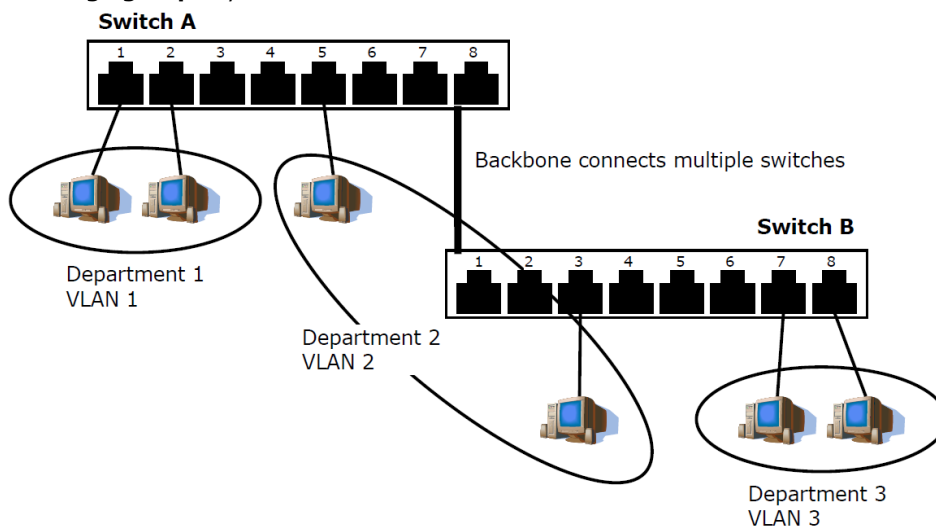 Switch A
1 2 3 4 5 6 7 8
Backbone connects multiple switches
Switch B
1 2 3 4 5 6 7 8
Department 1
VLAN 1
Department 2
VLAN 2
Department 3
VLAN 3